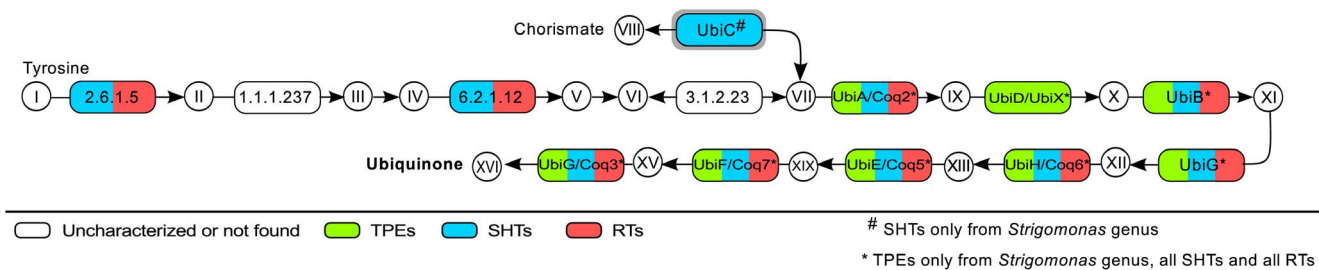 Chorismate VIII UbiC#
Tyrosine
I 2.6.1.5 II 1.1.1.237 III IV 6.2.1.12 V VI 3.1.2.23 VII UbiA/Coq2* IX UbiD/UbiX* X UbiB* XI
Ubiquinone XVI UbiG/Coq3* XV UbiF/Coq7* XIX UbiE/Coq5* XIII UbiH/Coq6* XII UbiG*
Uncharacterized or not found TPEs SHTs RTs # SHTs only from Strigomonas genus
* TPEs only from Strigomonas genus, all SHTs and all RTs